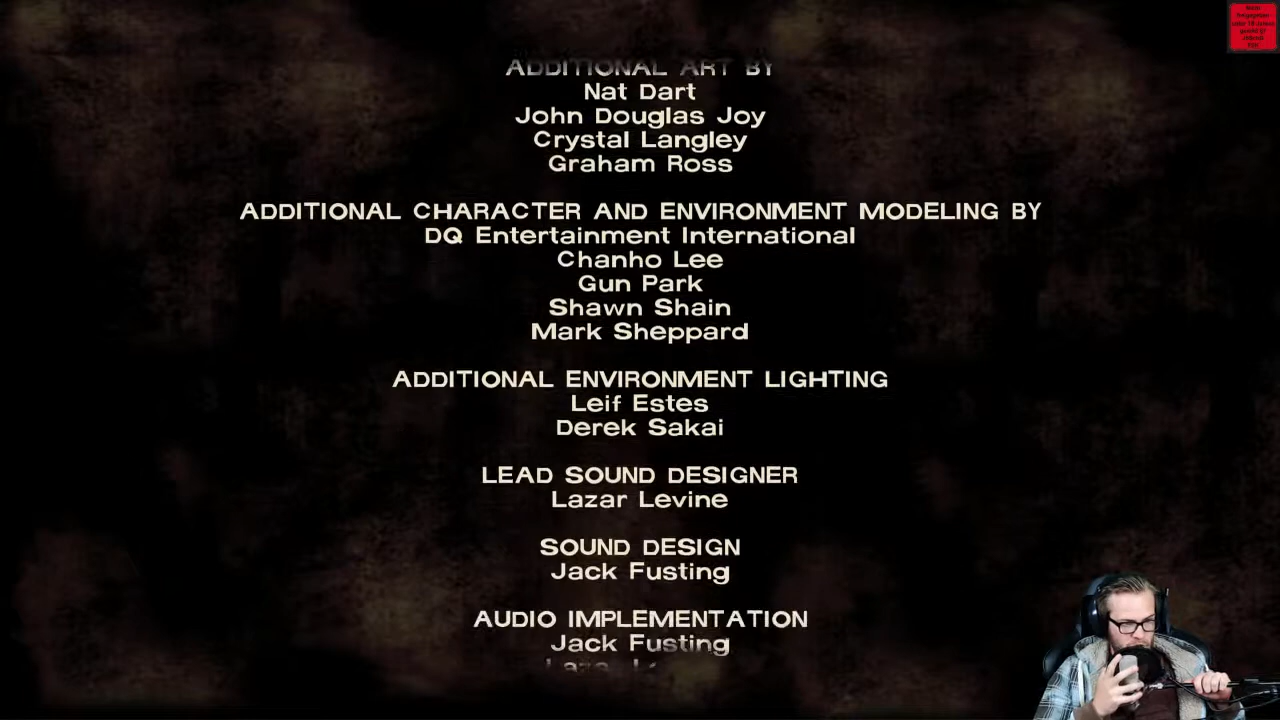 ADDITIONAL ART BY
Nat Dart
John Douglas Joy
Crystal Langley
Graham Ross
ADDITIONAL CHARACTER AND ENVIRONMENT MODELING BY
DQ Entertainment International
Chanho Lee
Gun Park
Shawn Shain
Mark Sheppard
ADDITIONAL ENVIRONMENT LIGHTING
Leif Estes
Derek Sakai
LEAD SOUND DESIGNER
Lazar Levine
SOUND DESIGN
Jack Fusting
AUDIO IMPLEMENTATION
Jack Fusting